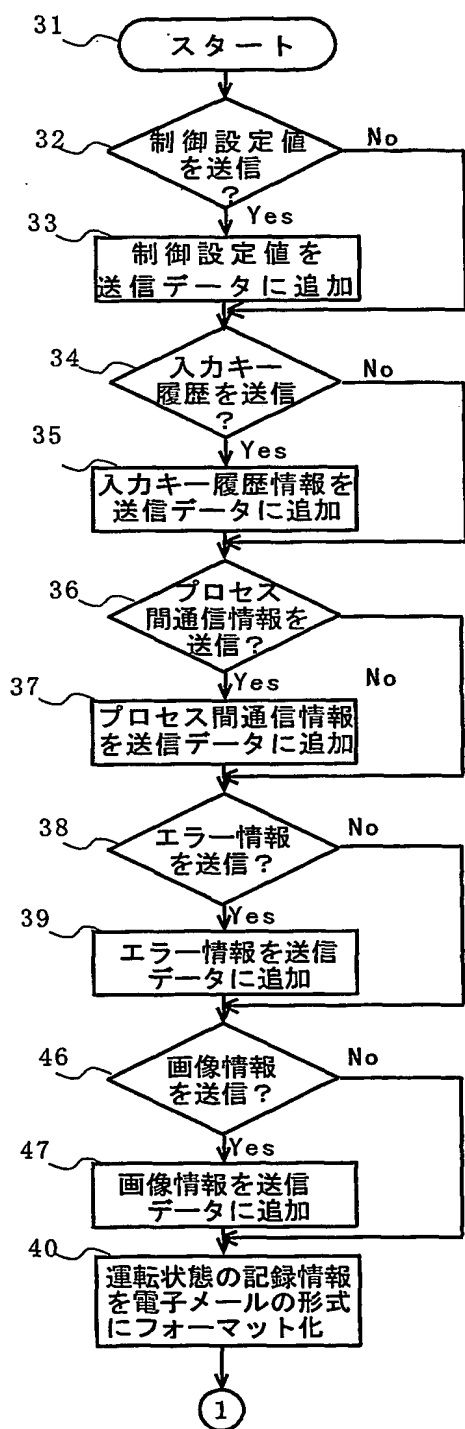 31
スタート
32
制御設定値
を送信
?
No
Yes
33
制御設定値を
送信データに追加
34
入力キー
履歴を送信
?
No
Yes
35
入力キー履歴情報を
送信データに追加
36
プロセス
間通信情報を
送信?
No
Yes
37
プロセス間通信情報
を送信データに追加
38
エラー情報
を送信?
No
Yes
39
エラー情報を送信
データに追加
46
画像情報
を送信?
No
Yes
47
画像情報を送信
データに追加
40
運転状態の記録情報
を電子メールの形式
にフォーマット化
1